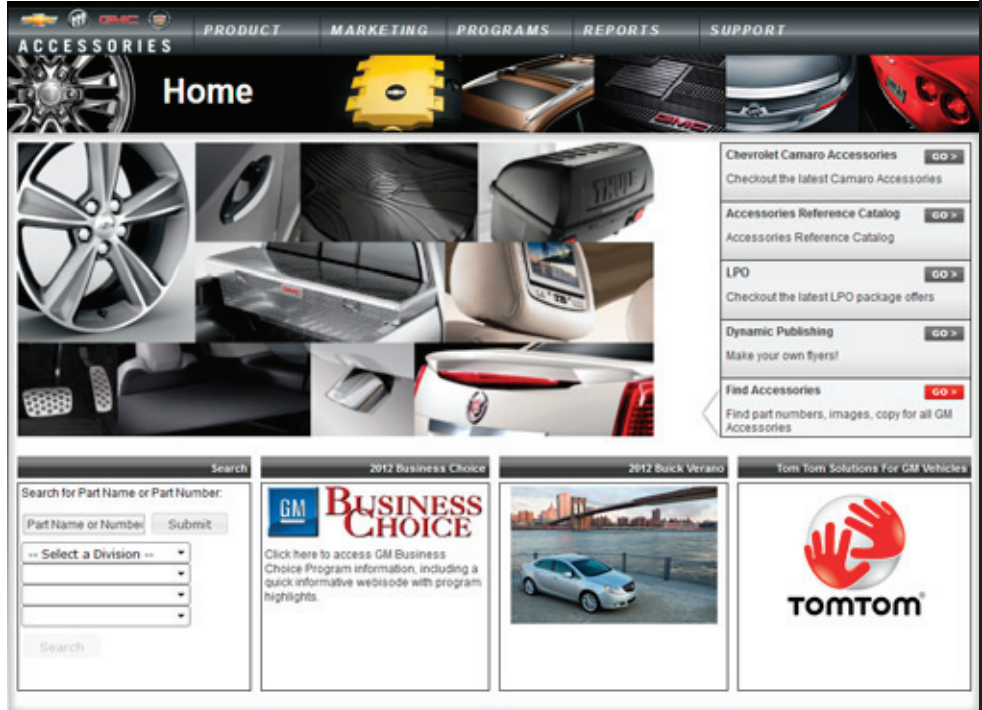 GMC
ACCESSORIES
PRODUCT MARKETING PROGRAMS REPORTS SUPPORT
Home
GMC
THULE
GMC
Chevrolet Camaro Accessories GO >
Checkout the latest Camaro Accessories
Accessories Reference Catalog GO >
Accessories Reference Catalog
LPO GO >
Checkout the latest LPO package offers
Dynamic Publishing GO >
Make your own flyers!
Find Accessories GO >
Find part numbers, images, copy for all GM
Accessories
Search
Search for Part Name or Part Number:
Part Name or Number Submit
-- Select a Division --
Search
2012 Business Choice
GM BUSINESS
CHOICE
Click here to access GM Business
Choice Program information, including a
quick informative webisode with program
highlights.
2012 Buick Verano
Tom Tom Solutions For GM Vehicles
TOMTOM